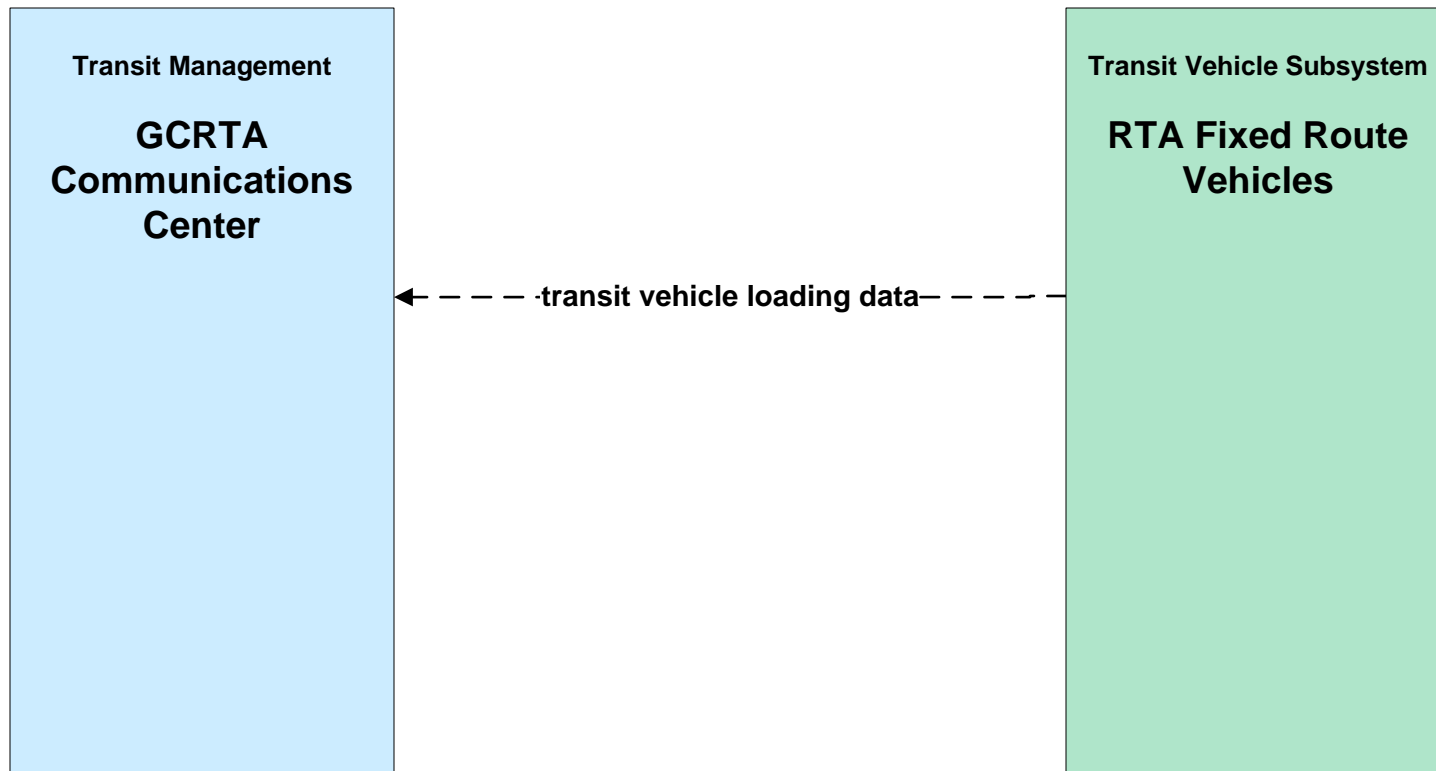 Transit Management
GCRTA
Communications
Center
Transit Vehicle Subsystem
RTA Fixed Route
Vehicles
transit vehicle loading data